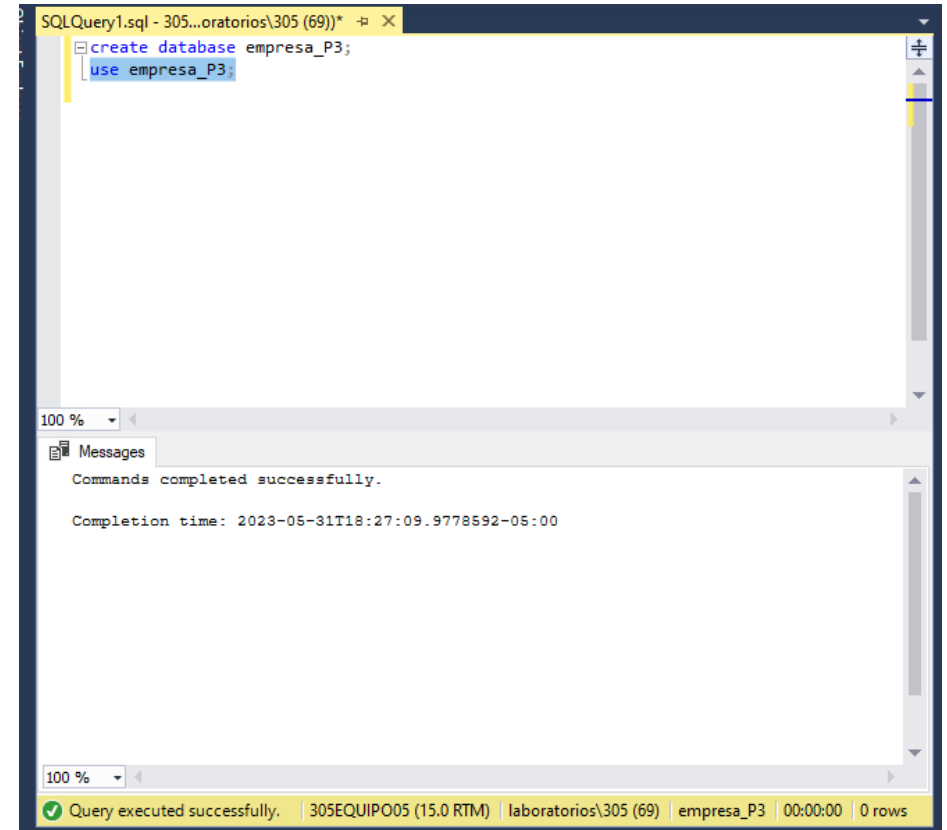 SQLQuery1.sql - 305...oratorios\305 (69))*
create database empresa_P3;
use empresa_P3;
100 %
Messages
Commands completed successfully.
Completion time: 2023-05-31T18:27:09.9778592-05:00
100 %
Query executed successfully. 305EQUIPO05 (15.0 RTM) laboratorios\305 (69) empresa_P3 00:00:00 0 rows